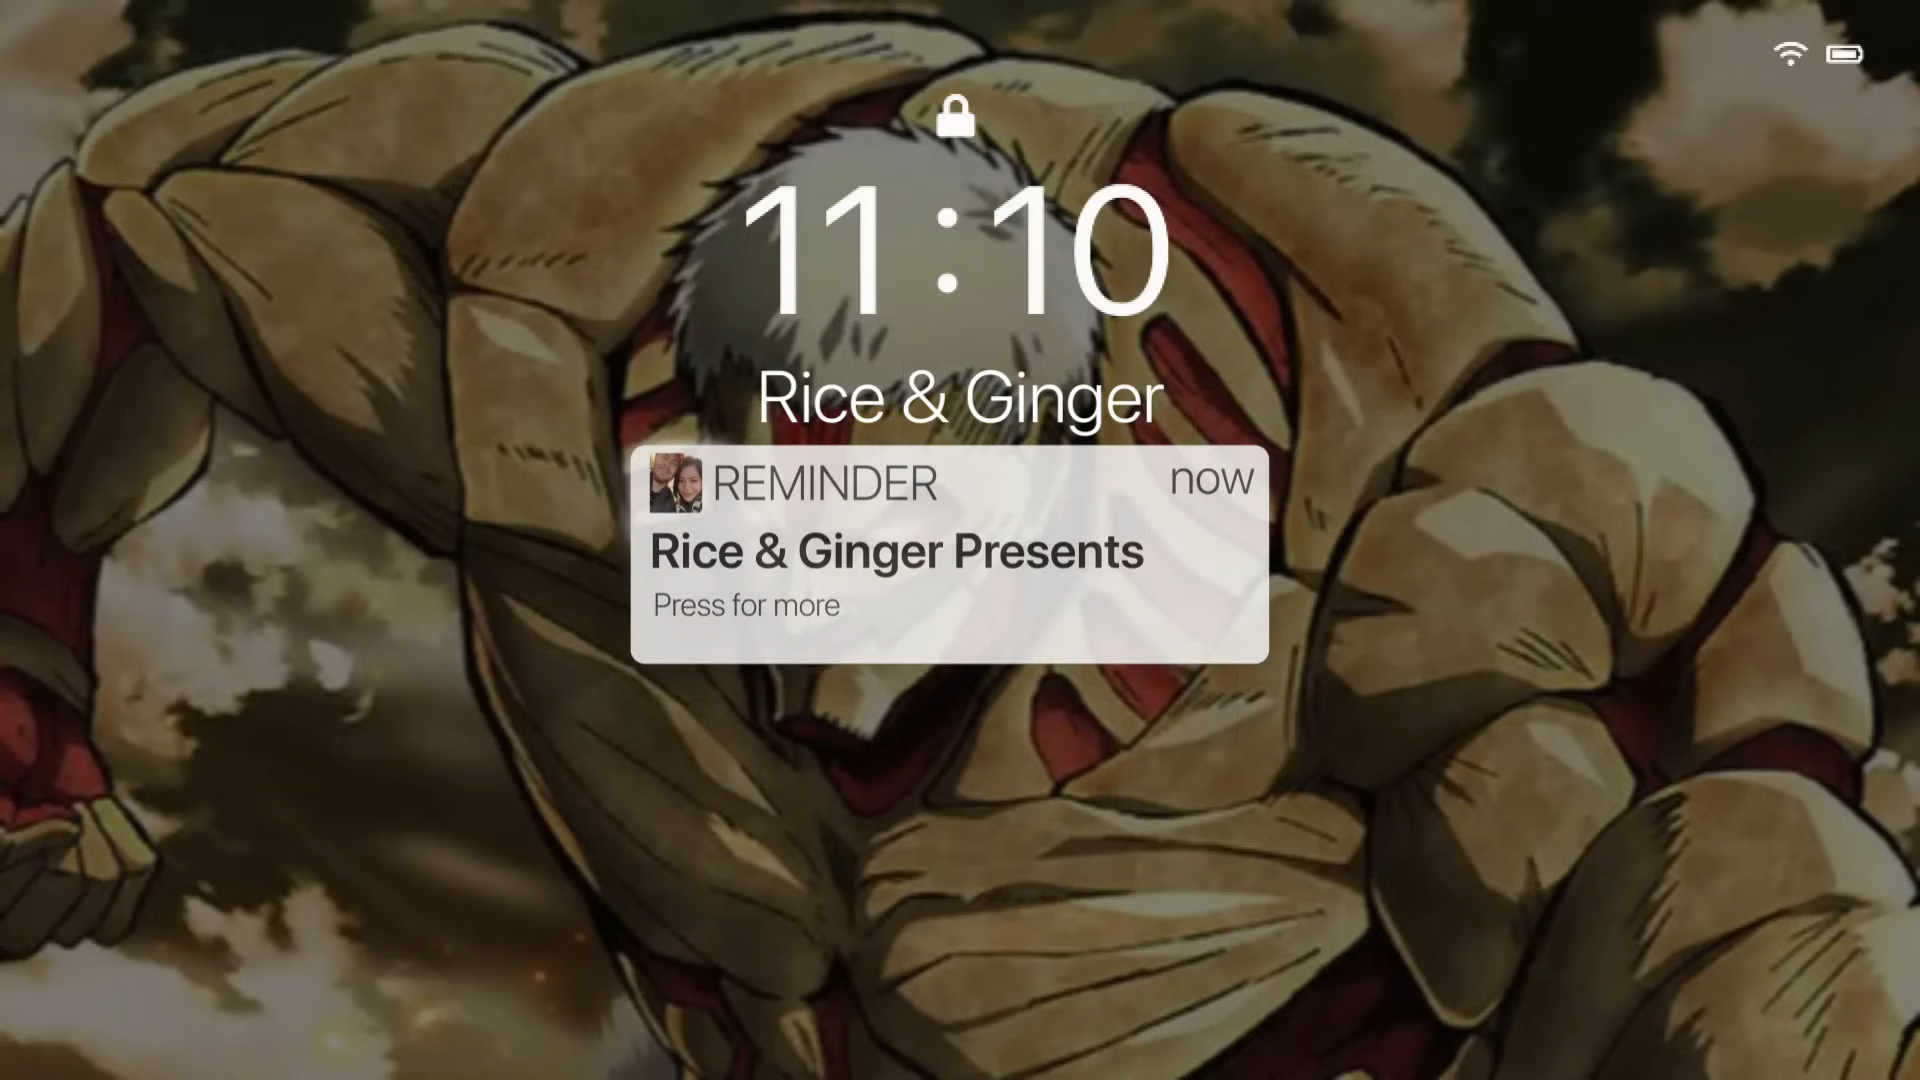 11:10
Rice & Ginger
REMINDER now
Rice & Ginger Presents
Press for more